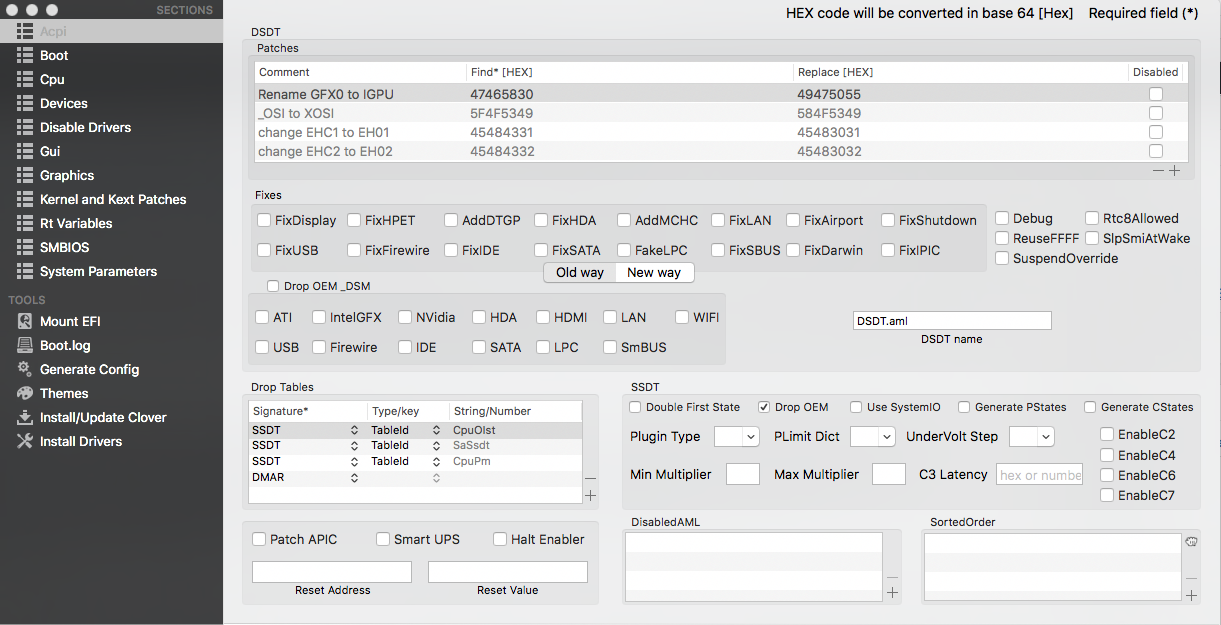 SECTIONS
Acpi
Boot
Cpu
Devices
Disable Drivers
Gui
Graphics
Kernel and Kext Patches
Rt Variables
SMBIOS
System Parameters
TOOLS
Mount EFI
Boot.log
Generate Config
Themes
Install/Update Clover
Install Drivers
HEX code will be converted in base 64 [Hex] Required field (*)
DSDT
Patches
Comment Find* [HEX] Replace [HEX] Disabled
Rename GFX0 to IGPU 47465830 49475055
_OSI to XOSI 5F4F5349 584F5349
change EHC1 to EH01 45484331 45483031
change EHC2 to EH02 45484332 45483032
Fixes
FixDisplay FixHPET AddDTGP FixHDA AddMCHC FixLAN FixAirport FixShutdown
FixUSB FixFirewire FixIDE FixSATA FakeLPC FixSBUS FixDarwin FixIPIC
Old way New way
Debug Rtc8Allowed
ReuseFFFF SlpSmiAtWake
SuspendOverride
Drop OEM _DSM
ATI IntelGFX NVidia HDA HDMI LAN WIFI
USB Firewire IDE SATA LPC SmBUS
DSDT.aml
DSDT name
Drop Tables
Signature* Type/key String/Number
SSDT TableId CpuOIst
SSDT TableId SaSsdt
SSDT TableId CpuPm
DMAR
SSDT
Double First State Drop OEM Use SystemIO Generate PStates Generate CStates
Plugin Type PLimit Dict UnderVolt Step
Min Multiplier Max Multiplier C3 Latency hex or numbe
EnableC2
EnableC4
EnableC6
EnableC7
Patch APIC Smart UPS Halt Enabler
Reset Address Reset Value
DisabledAML
SortedOrder